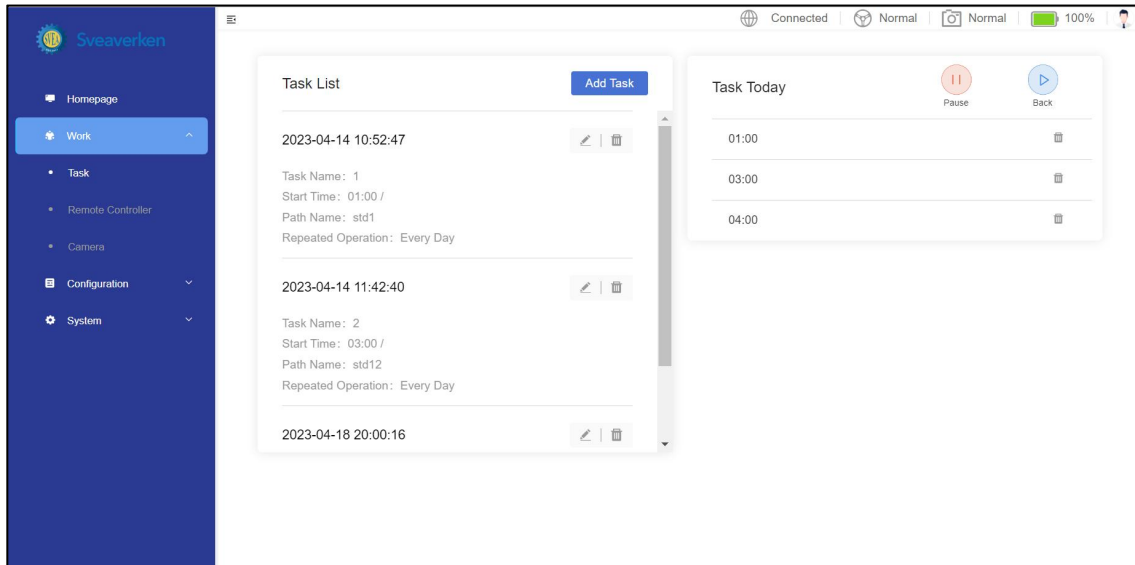 Connected
Normal
Normal
100%
SVEA
Sveaverken
Homepage
Work
Task
Remote Controller
Camera
Configuration
System
Task List
Add Task
2023-04-14 10:52:47
Task Name: 1
Start Time: 01:00 /
Path Name: std1
Repeated Operation: Every Day
2023-04-14 11:42:40
Task Name: 2
Start Time: 03:00 /
Path Name: std12
Repeated Operation: Every Day
2023-04-18 20:00:16
Task Today
Pause
Back
01:00
03:00
04:00